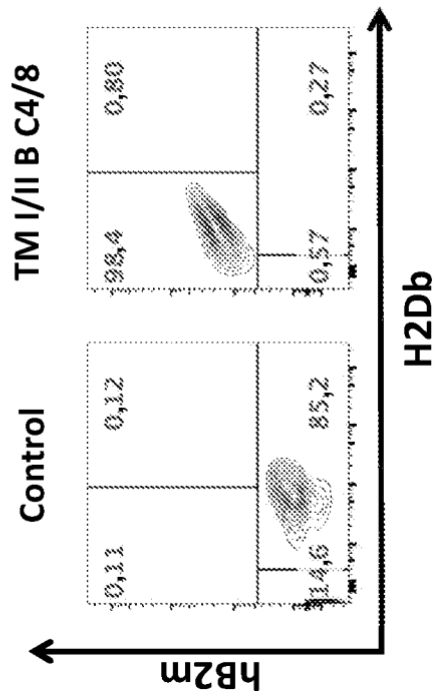 Control
TM I/II B C4/8
0,11
0,12
98,4
0,80
14,6
85,2
0,57
0,27
hB2m
H2Db